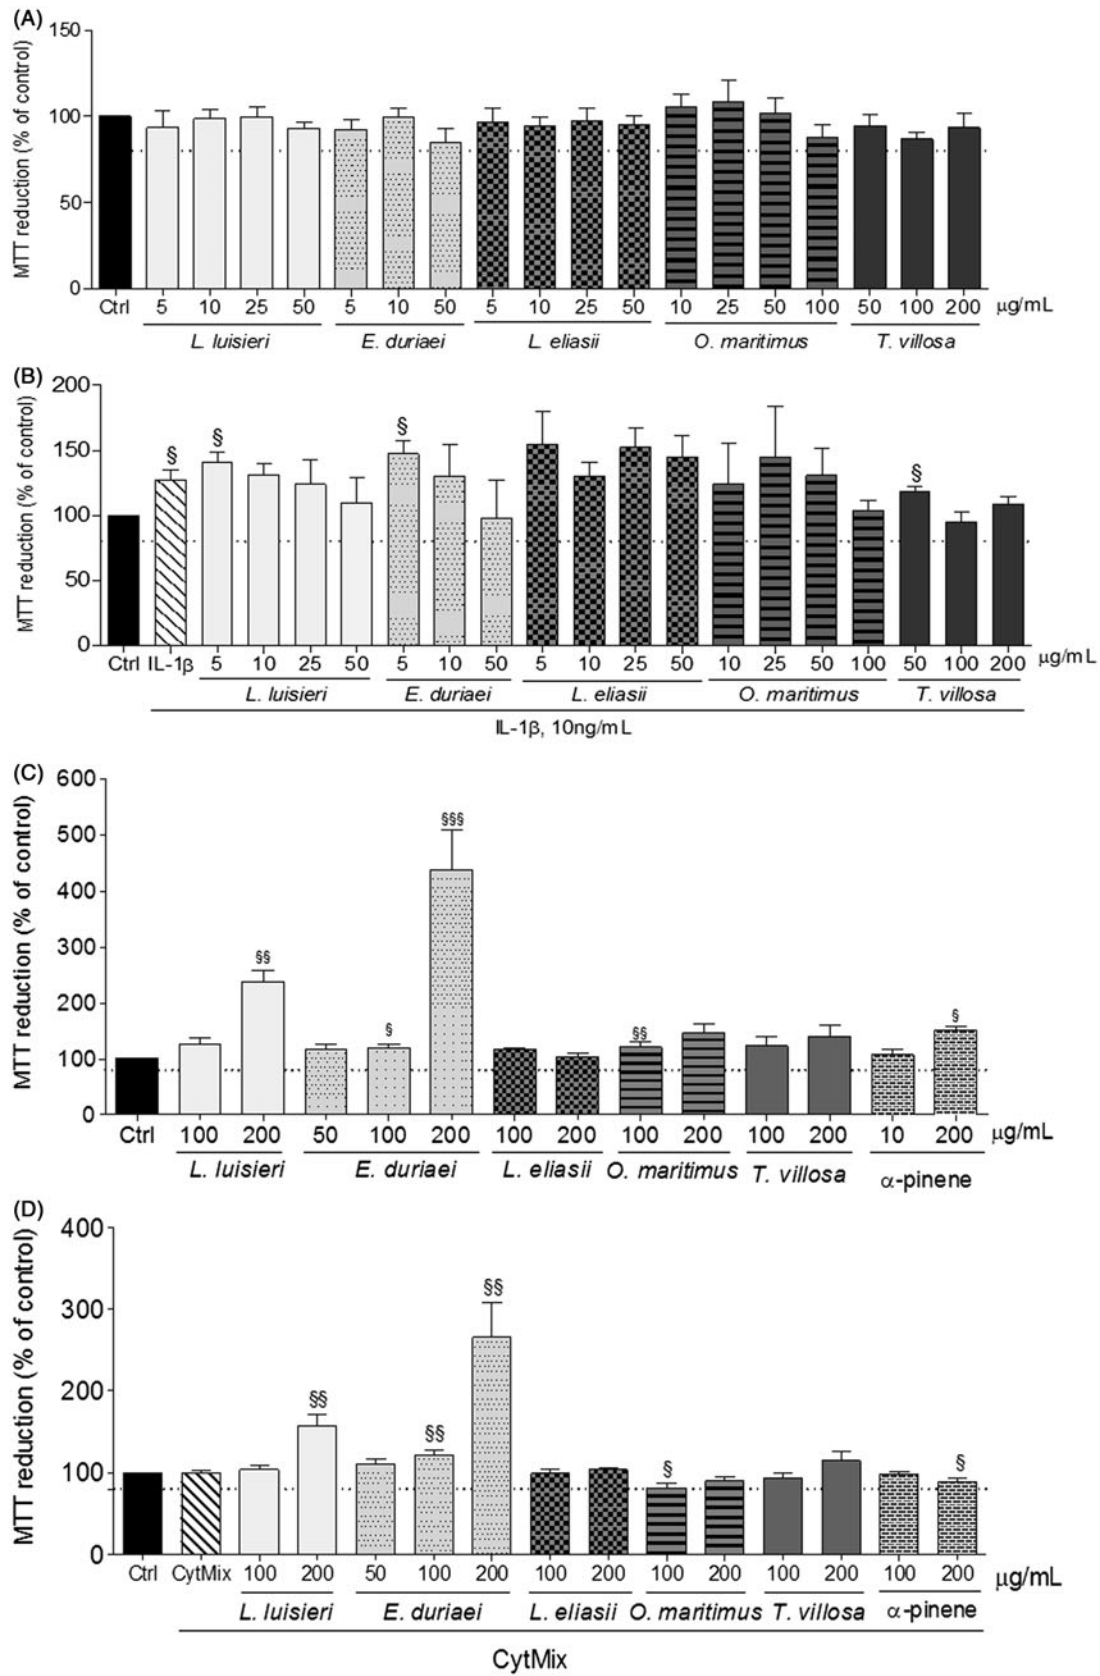 (A)
MTT reduction (% of control)
150
100
50
0
Ctrl 5 10 25 50 5 10 50 5 10 25 50 10 25 50 100 50 100 200 μg/mL
L. luisieri E. duriaei L. eliasii O. maritimus T. villosa
(B)
MTT reduction (% of control)
200
150
100
50
0
§ § § §
Ctrl IL-1β 5 10 25 50 5 10 50 5 10 25 50 10 25 50 100 50 100 200 μg/mL
L. luisieri E. duriaei L. eliasii O. maritimus T. villosa
IL-1β, 10ng/mL
(C)
MTT reduction (% of control)
600
500
400
300
200
100
0
§§ § §§§ §§ §
Ctrl 100 200 50 100 200 100 200 100 200 100 200 10 200 μg/mL
L. luisieri E. duriaei L. eliasii O. maritimus T. villosa α-pinene
(D)
MTT reduction (% of control)
400
300
200
100
0
§§ §§ §§ § §
Ctrl CytMix 100 200 50 100 200 100 200 100 200 100 200 100 200 μg/mL
L. luisieri E. duriaei L. eliasii O. maritimus T. villosa α-pinene
CytMix